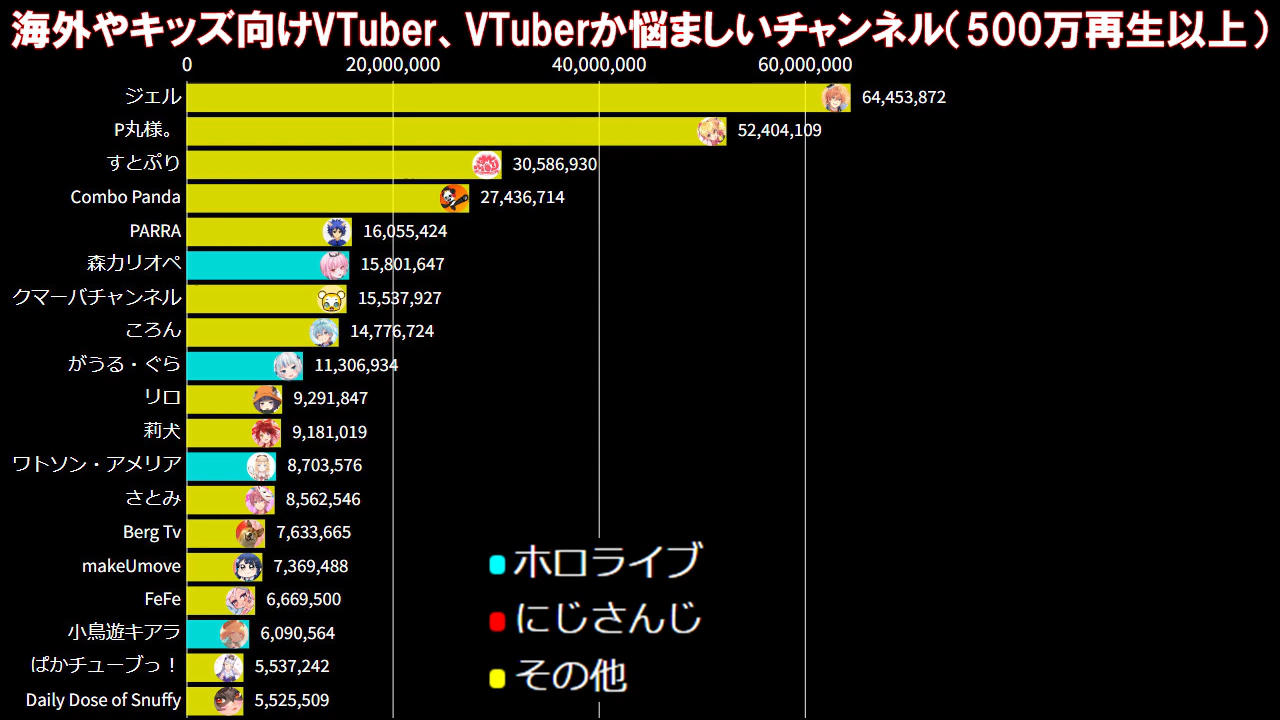 海外やキッズ向けVTuber、VTuberか悩ましいチャンネル(500万再生以上)
0 20,000,000 40,000,000 60,000,000
ジェル 64,453,872
P丸様。 52,404,109
すとぷり 30,586,930
Combo Panda 27,436,714
PARRA 16,055,424
森カリオペ 15,801,647
クマーバチャンネル 15,537,927
ころん 14,776,724
がうる・ぐら 11,306,934
リロ 9,291,847
莉犬 9,181,019
ワトソン・アメリア 8,703,576
さとみ 8,562,546
Berg Tv 7,633,665
makeUmove 7,369,488
FeFe 6,669,500
小鳥遊キアラ 6,090,564
ぱかチューブっ! 5,537,242
Daily Dose of Snuffy 5,525,509
ホロライブ
にじさんじ
その他